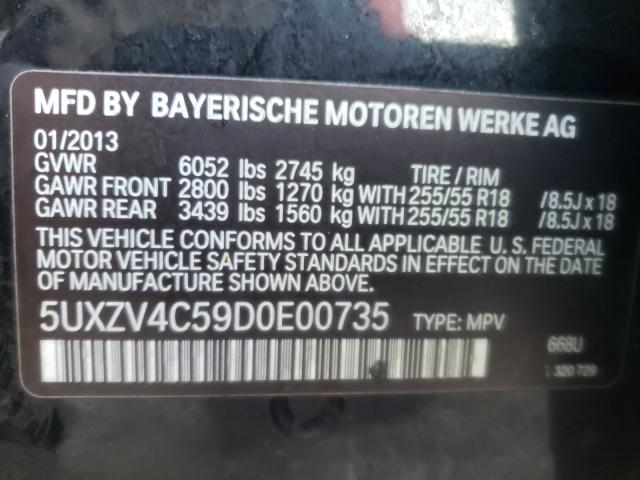 MFD BY BAYERISCHE MOTOREN WERKE AG
01/2013
GVWR 6052 lbs 2745 kg TIRE / RIM
GAWR FRONT 2800 lbs 1270 kg WITH 255/55 R18 /8.5J x 18
GAWR REAR 3439 lbs 1560 kg WITH 255/55 R18 /8.5J x 18
THIS VEHICLE CONFORMS TO ALL APPLICABLE U. S. FEDERAL
MOTOR VEHICLE SAFETY STANDARDS IN EFFECT ON THE DATE
OF MANUFACTURE SHOWN ABOVE.
5UXZV4C59D0E00735 TYPE: MPV
668U
320 729